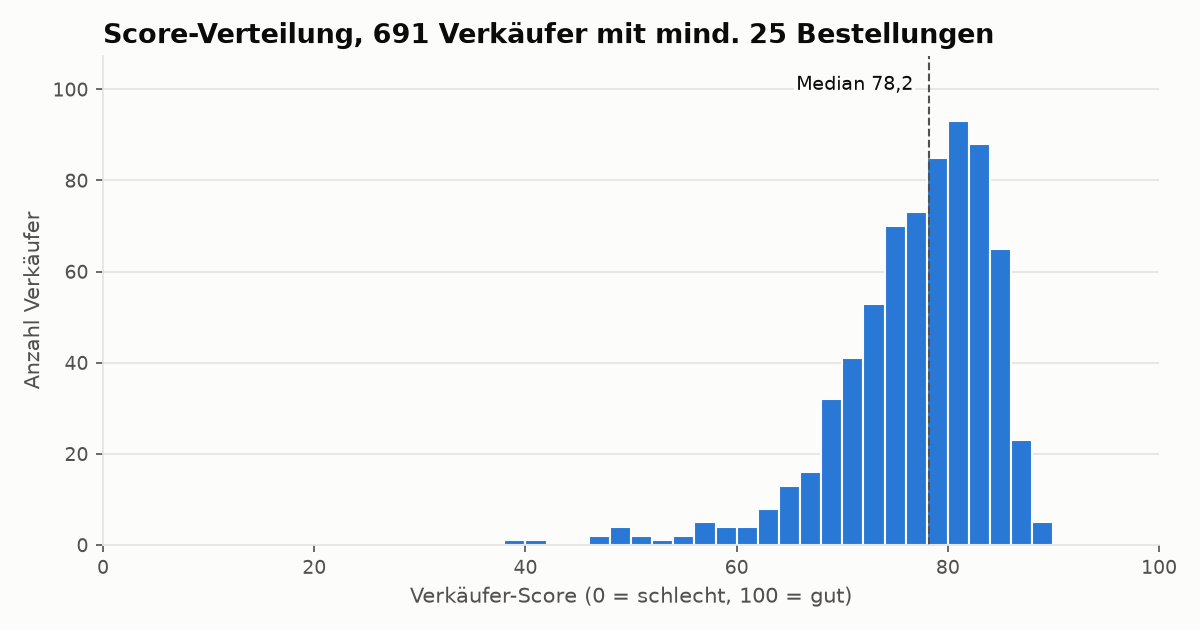 Score-Verteilung, 691 Verkäufer mit mind. 25 Bestellungen
Median 78,2
100
80
60
40
20
0
Anzahl Verkäufer
0 20 40 60 80 100
Verkäufer-Score (0 = schlecht, 100 = gut)